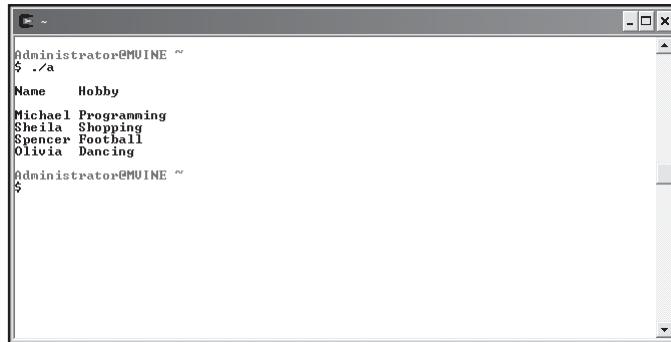 ~
Administrator@MVINE ~
$ ./a
Name Hobby
Michael Programming
Sheila Shopping
Spencer Football
Olivia Dancing
Administrator@MVINE ~
$